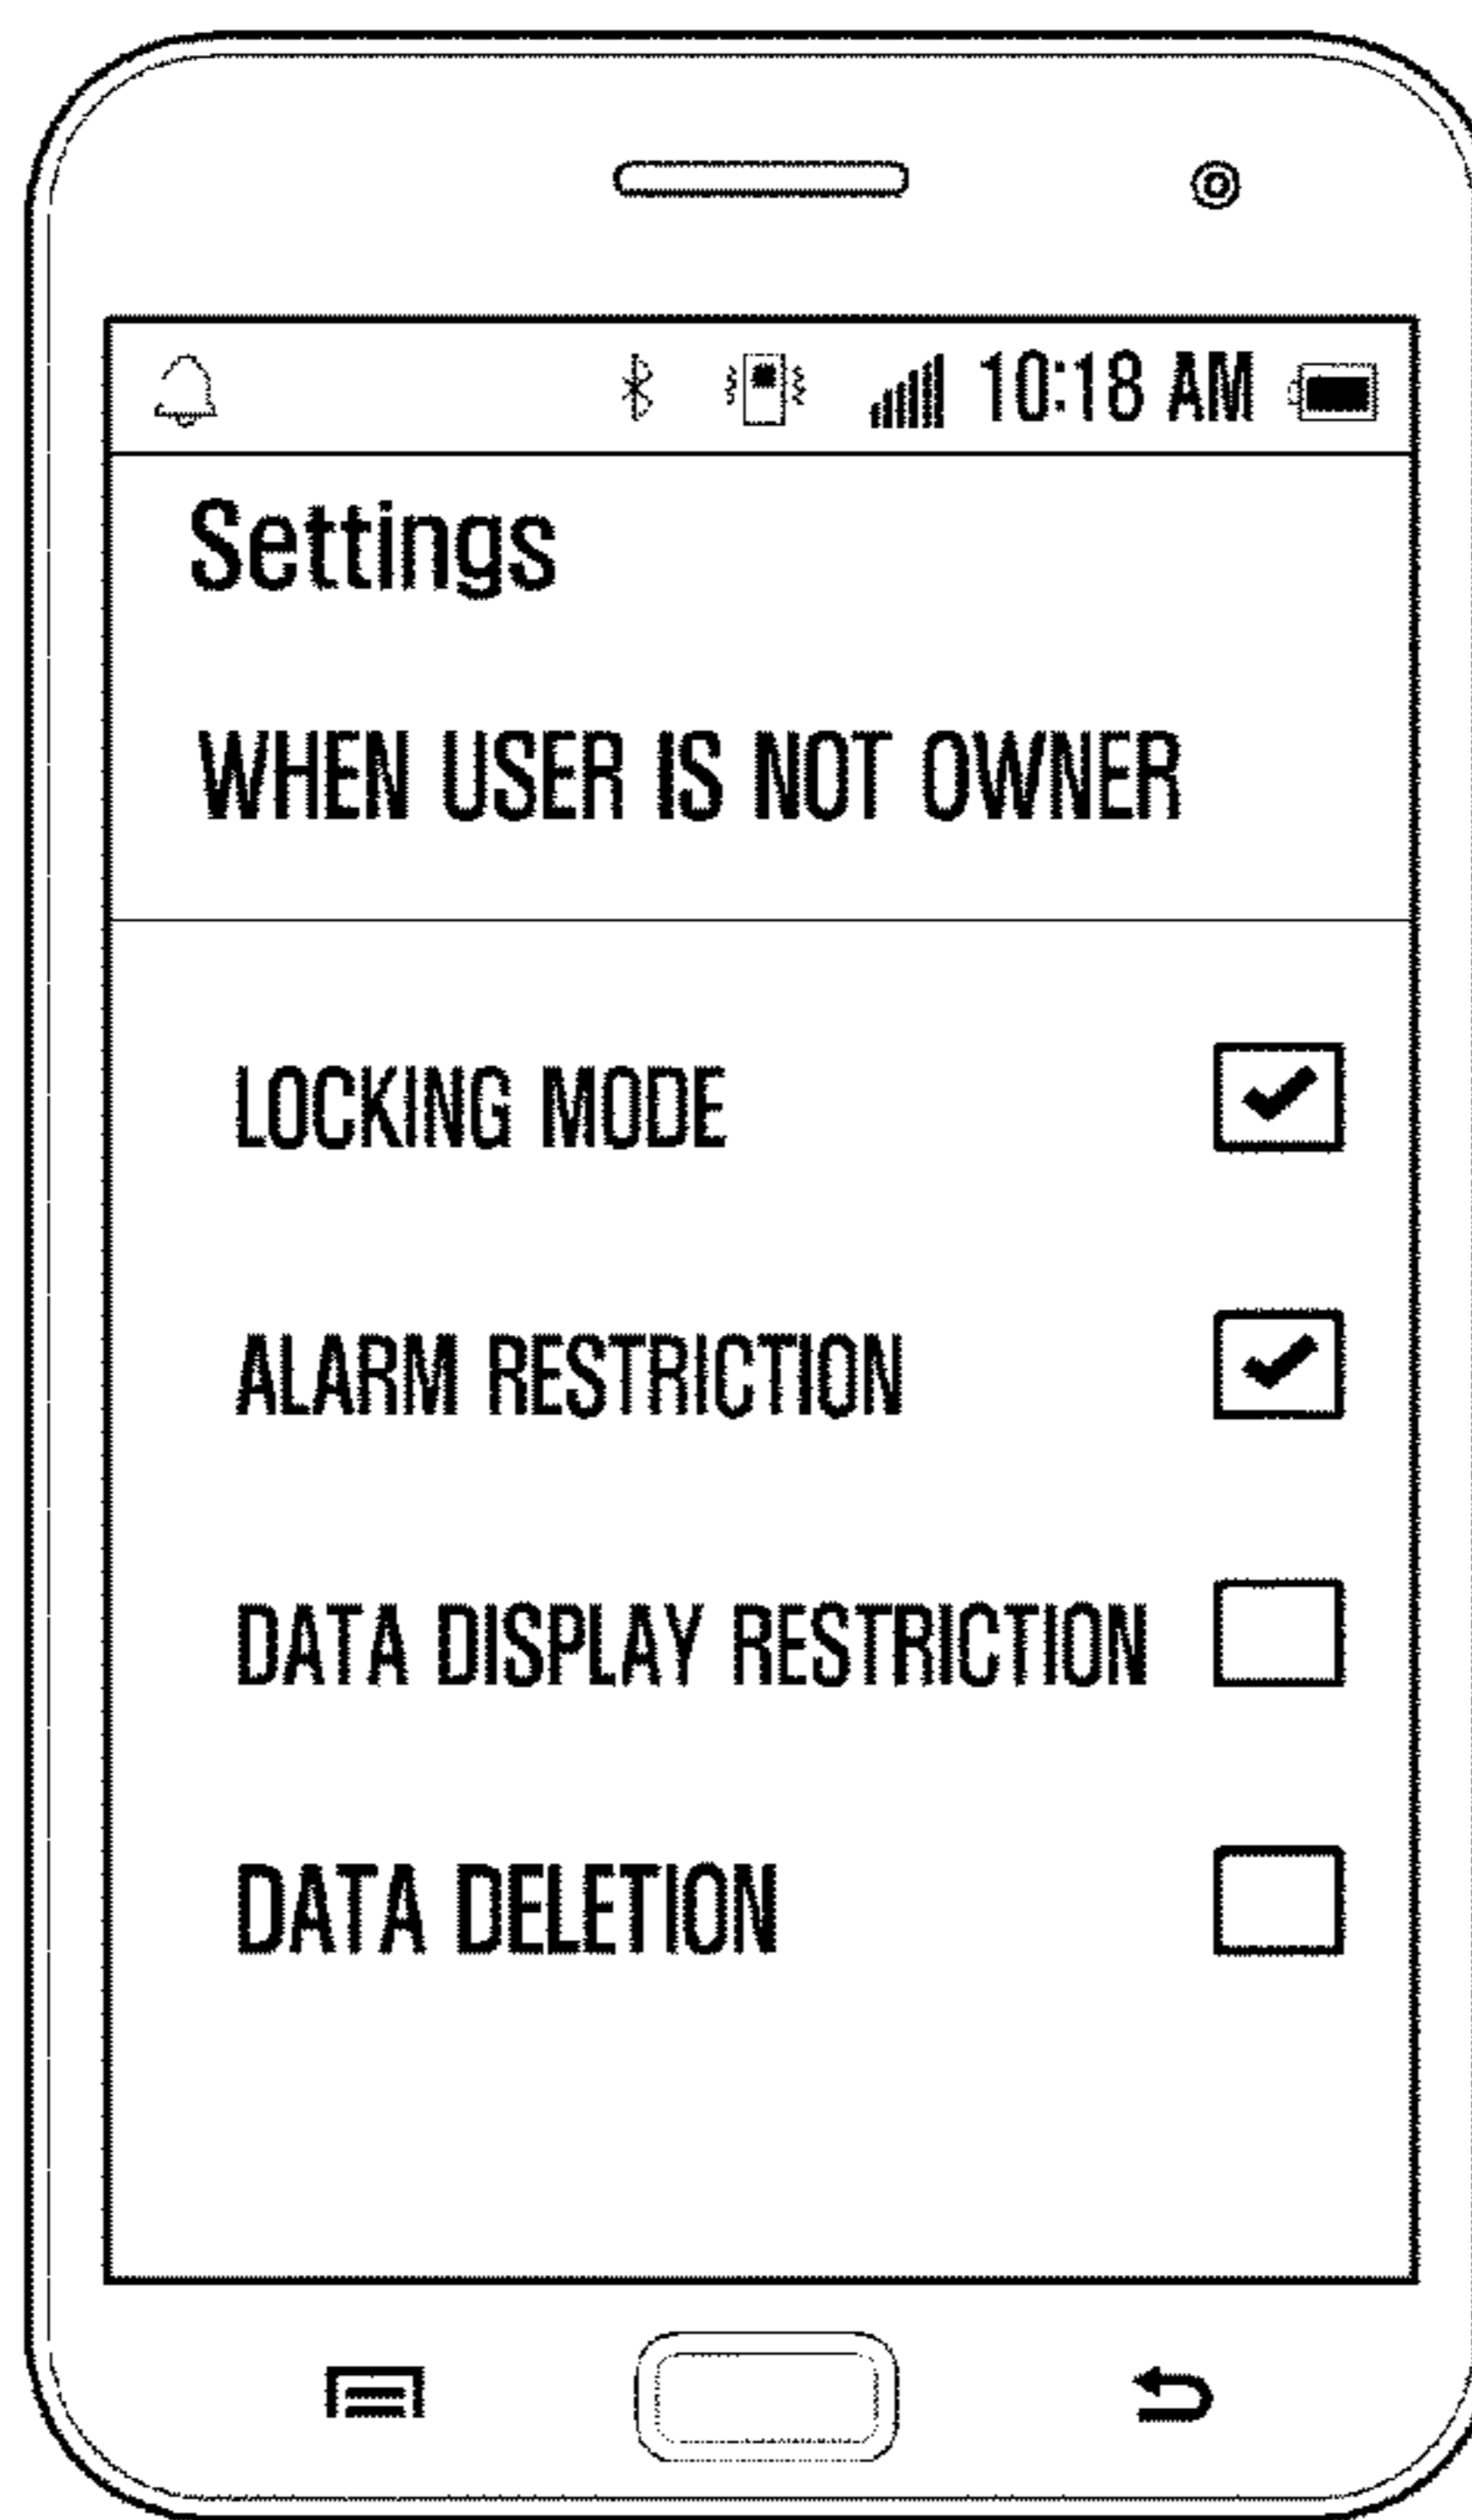 10:18 AM
Settings
WHEN USER IS NOT OWNER
LOCKING MODE
ALARM RESTRICTION
DATA DISPLAY RESTRICTION
DATA DELETION